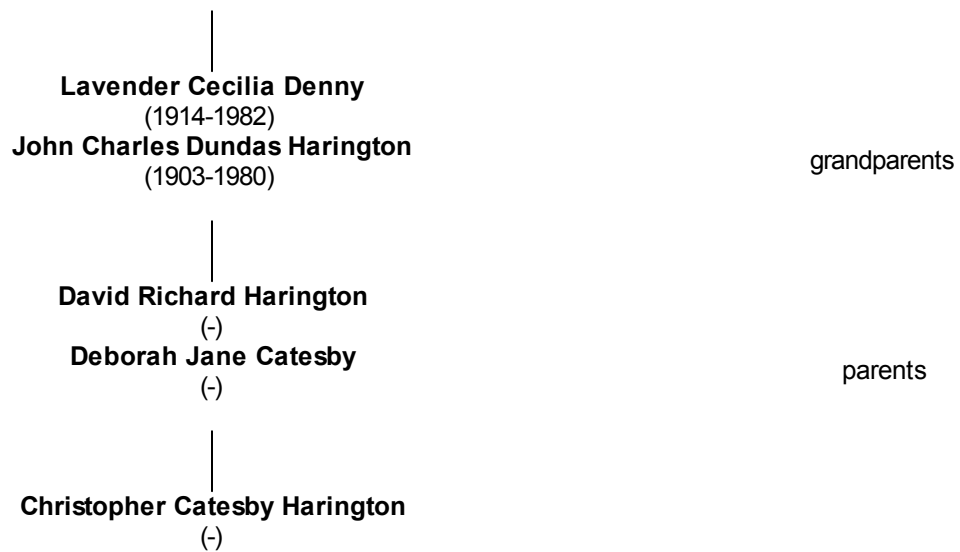 Lavender Cecilia Denny
(1914-1982)
John Charles Dundas Harington
(1903-1980)
grandparents
David Richard Harington
(-)
Deborah Jane Catesby
(-)
parents
Christopher Catesby Harington
(-)